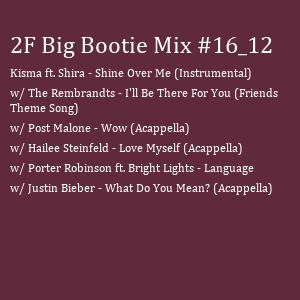 2F Big Bootie Mix #16_12
Kisma ft. Shira - Shine Over Me (Instrumental)
w/ The Rembrandts - I'll Be There For You (Friends
Theme Song)
w/ Post Malone - Wow (Acappella)
w/ Hailee Steinfeld - Love Myself (Acappella)
w/ Porter Robinson ft. Bright Lights - Language
w/ Justin Bieber - What Do You Mean? (Acappella)